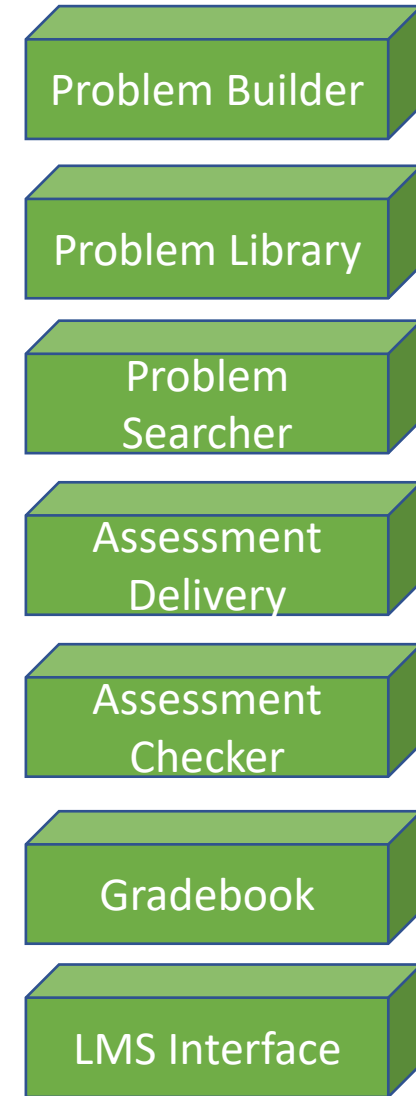 Problem Builder
Problem Library
Problem
Searcher
Assessment
Delivery
Assessment
Checker
Gradebook
LMS Interface